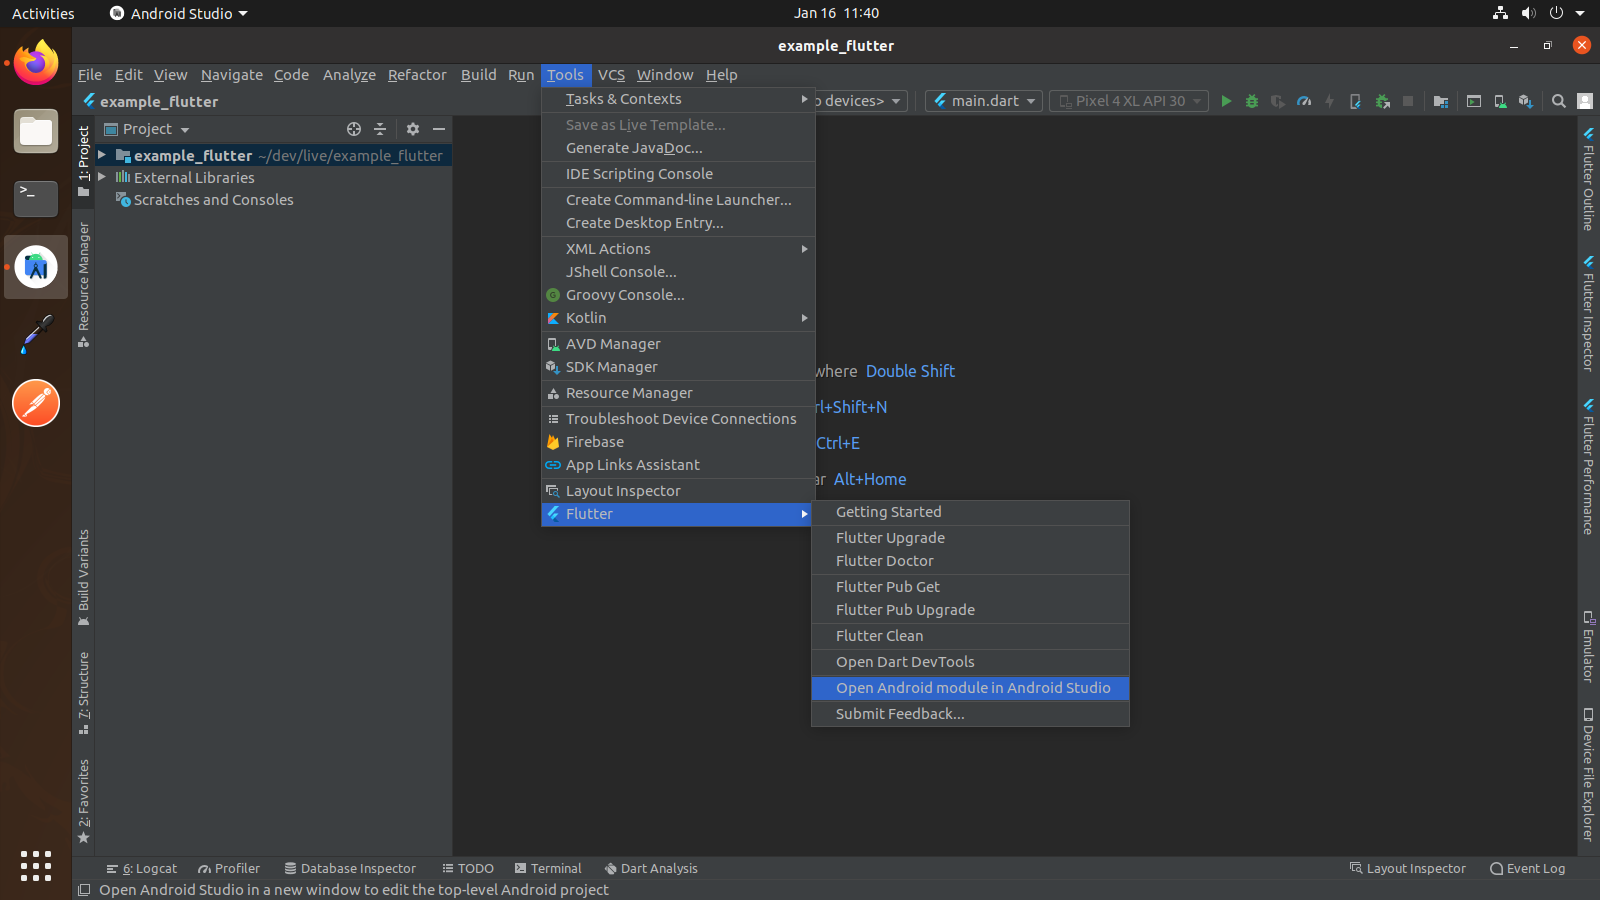 Activities
Android Studio
Jan 16 11:40
example_flutter
File Edit View Navigate Code Analyze Refactor Build Run Tools VCS Window Help
example_flutter
devices>
main.dart
Pixel 4 XL API 30
Project
example_flutter ~/dev/live/example_flutter
External Libraries
Scratches and Consoles
1: Project
Resource Manager
Build Variants
7: Structure
2: Favorites
Tasks & Contexts
Save as Live Template...
Generate JavaDoc...
IDE Scripting Console
Create Command-line Launcher...
Create Desktop Entry...
XML Actions
JShell Console...
Groovy Console...
Kotlin
AVD Manager
SDK Manager
Resource Manager
Troubleshoot Device Connections
Firebase
App Links Assistant
Layout Inspector
Flutter
where Double Shift
rl+Shift+N
Ctrl+E
ar Alt+Home
Getting Started
Flutter Upgrade
Flutter Doctor
Flutter Pub Get
Flutter Pub Upgrade
Flutter Clean
Open Dart DevTools
Open Android module in Android Studio
Submit Feedback...
Flutter Outline
Flutter Inspector
Flutter Performance
Emulator
Device File Explorer
6: Logcat
Profiler
Database Inspector
TODO
Terminal
Dart Analysis
Layout Inspector
Event Log
Open Android Studio in a new window to edit the top-level Android project